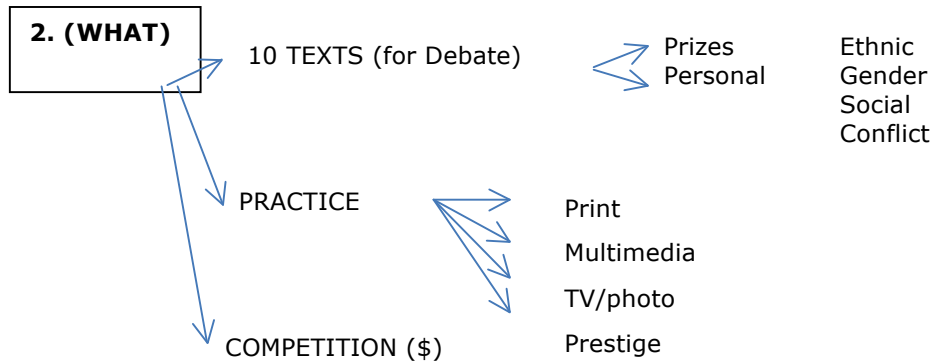 2. (WHAT)
10 TEXTS (for Debate)
Prizes
Personal
Ethnic
Gender
Social
Conflict
PRACTICE
Print
Multimedia
TV/photo
Prestige
COMPETITION ($)